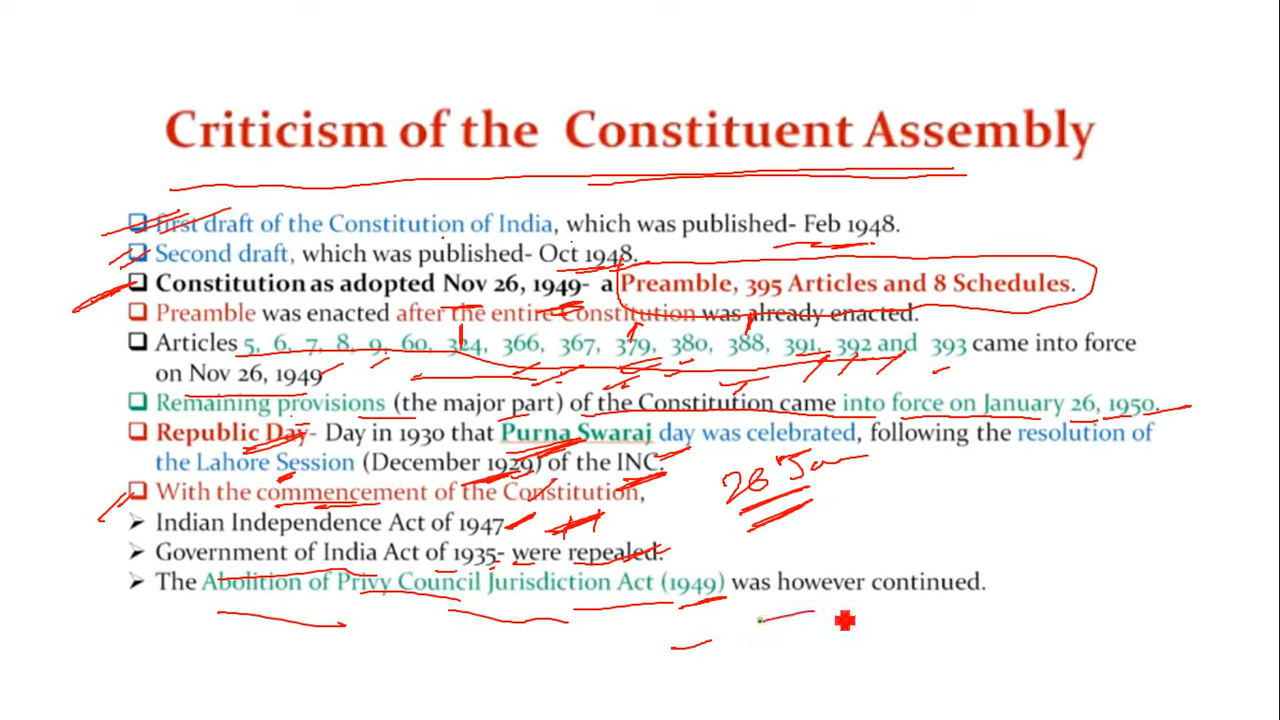 Criticism of the Constituent Assembly
first draft of the Constitution of India, which was published- Feb 1948.
Second draft, which was published- Oct 1948.
Constitution as adopted Nov 26, 1949- a Preamble, 395 Articles and 8 Schedules.
Preamble was enacted after the entire Constitution was already enacted.
Articles 5, 6, 7, 8, 9, 60, 324, 366, 367, 379, 380, 388, 391, 392 and 393 came into force
on Nov 26, 1949
Remaining provisions (the major part) of the Constitution came into force on January 26, 1950.
Republic Day- Day in 1930 that Purna Swaraj day was celebrated, following the resolution of
the Lahore Session (December 1929) of the INC.
26 Jan
With the commencement of the Constitution,
Indian Independence Act of 1947
Government of India Act of 1935- were repealed.
The Abolition of Privy Council Jurisdiction Act (1949) was however continued.